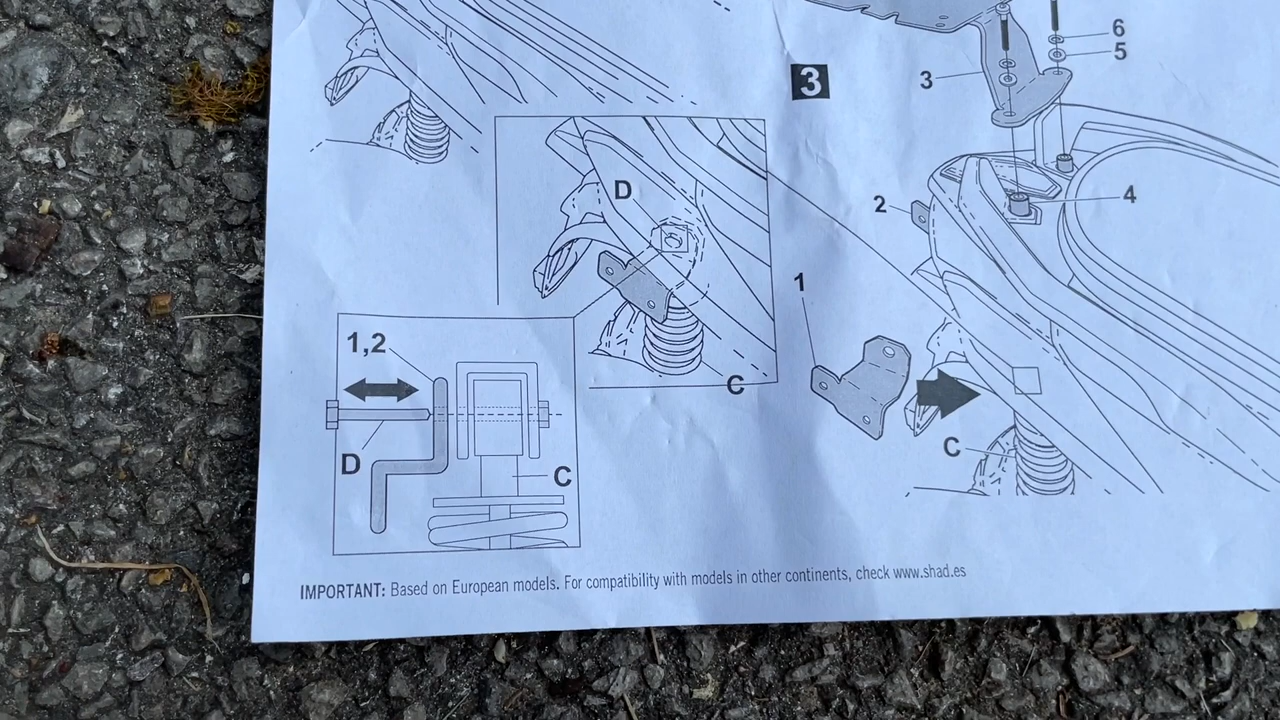 6
5
3
3
D
2
4
1
1,2
C
D
C
C
IMPORTANT: Based on European models. For compatibility with models in other continents, check www.shad.es